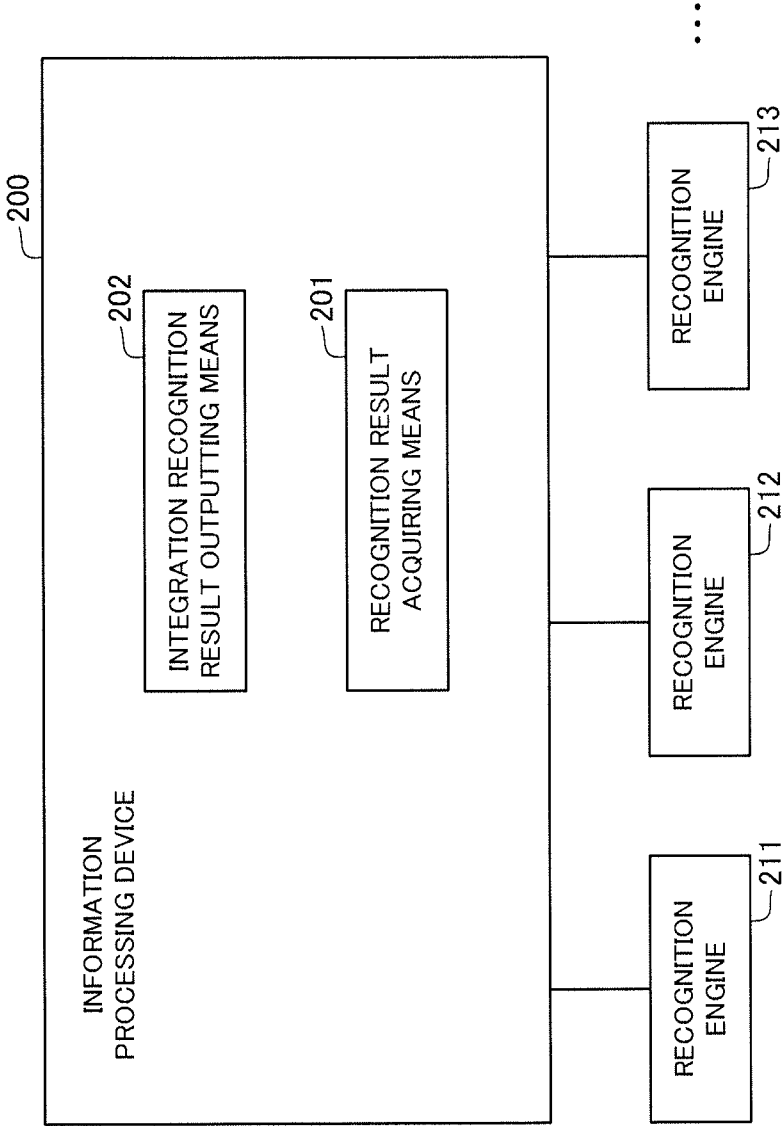 200
INFORMATION
PROCESSING DEVICE
202
INTEGRATION RECOGNITION
RESULT OUTPUTTING MEANS
201
RECOGNITION RESULT
ACQUIRING MEANS
RECOGNITION
ENGINE
211
RECOGNITION
ENGINE
212
RECOGNITION
ENGINE
213
...